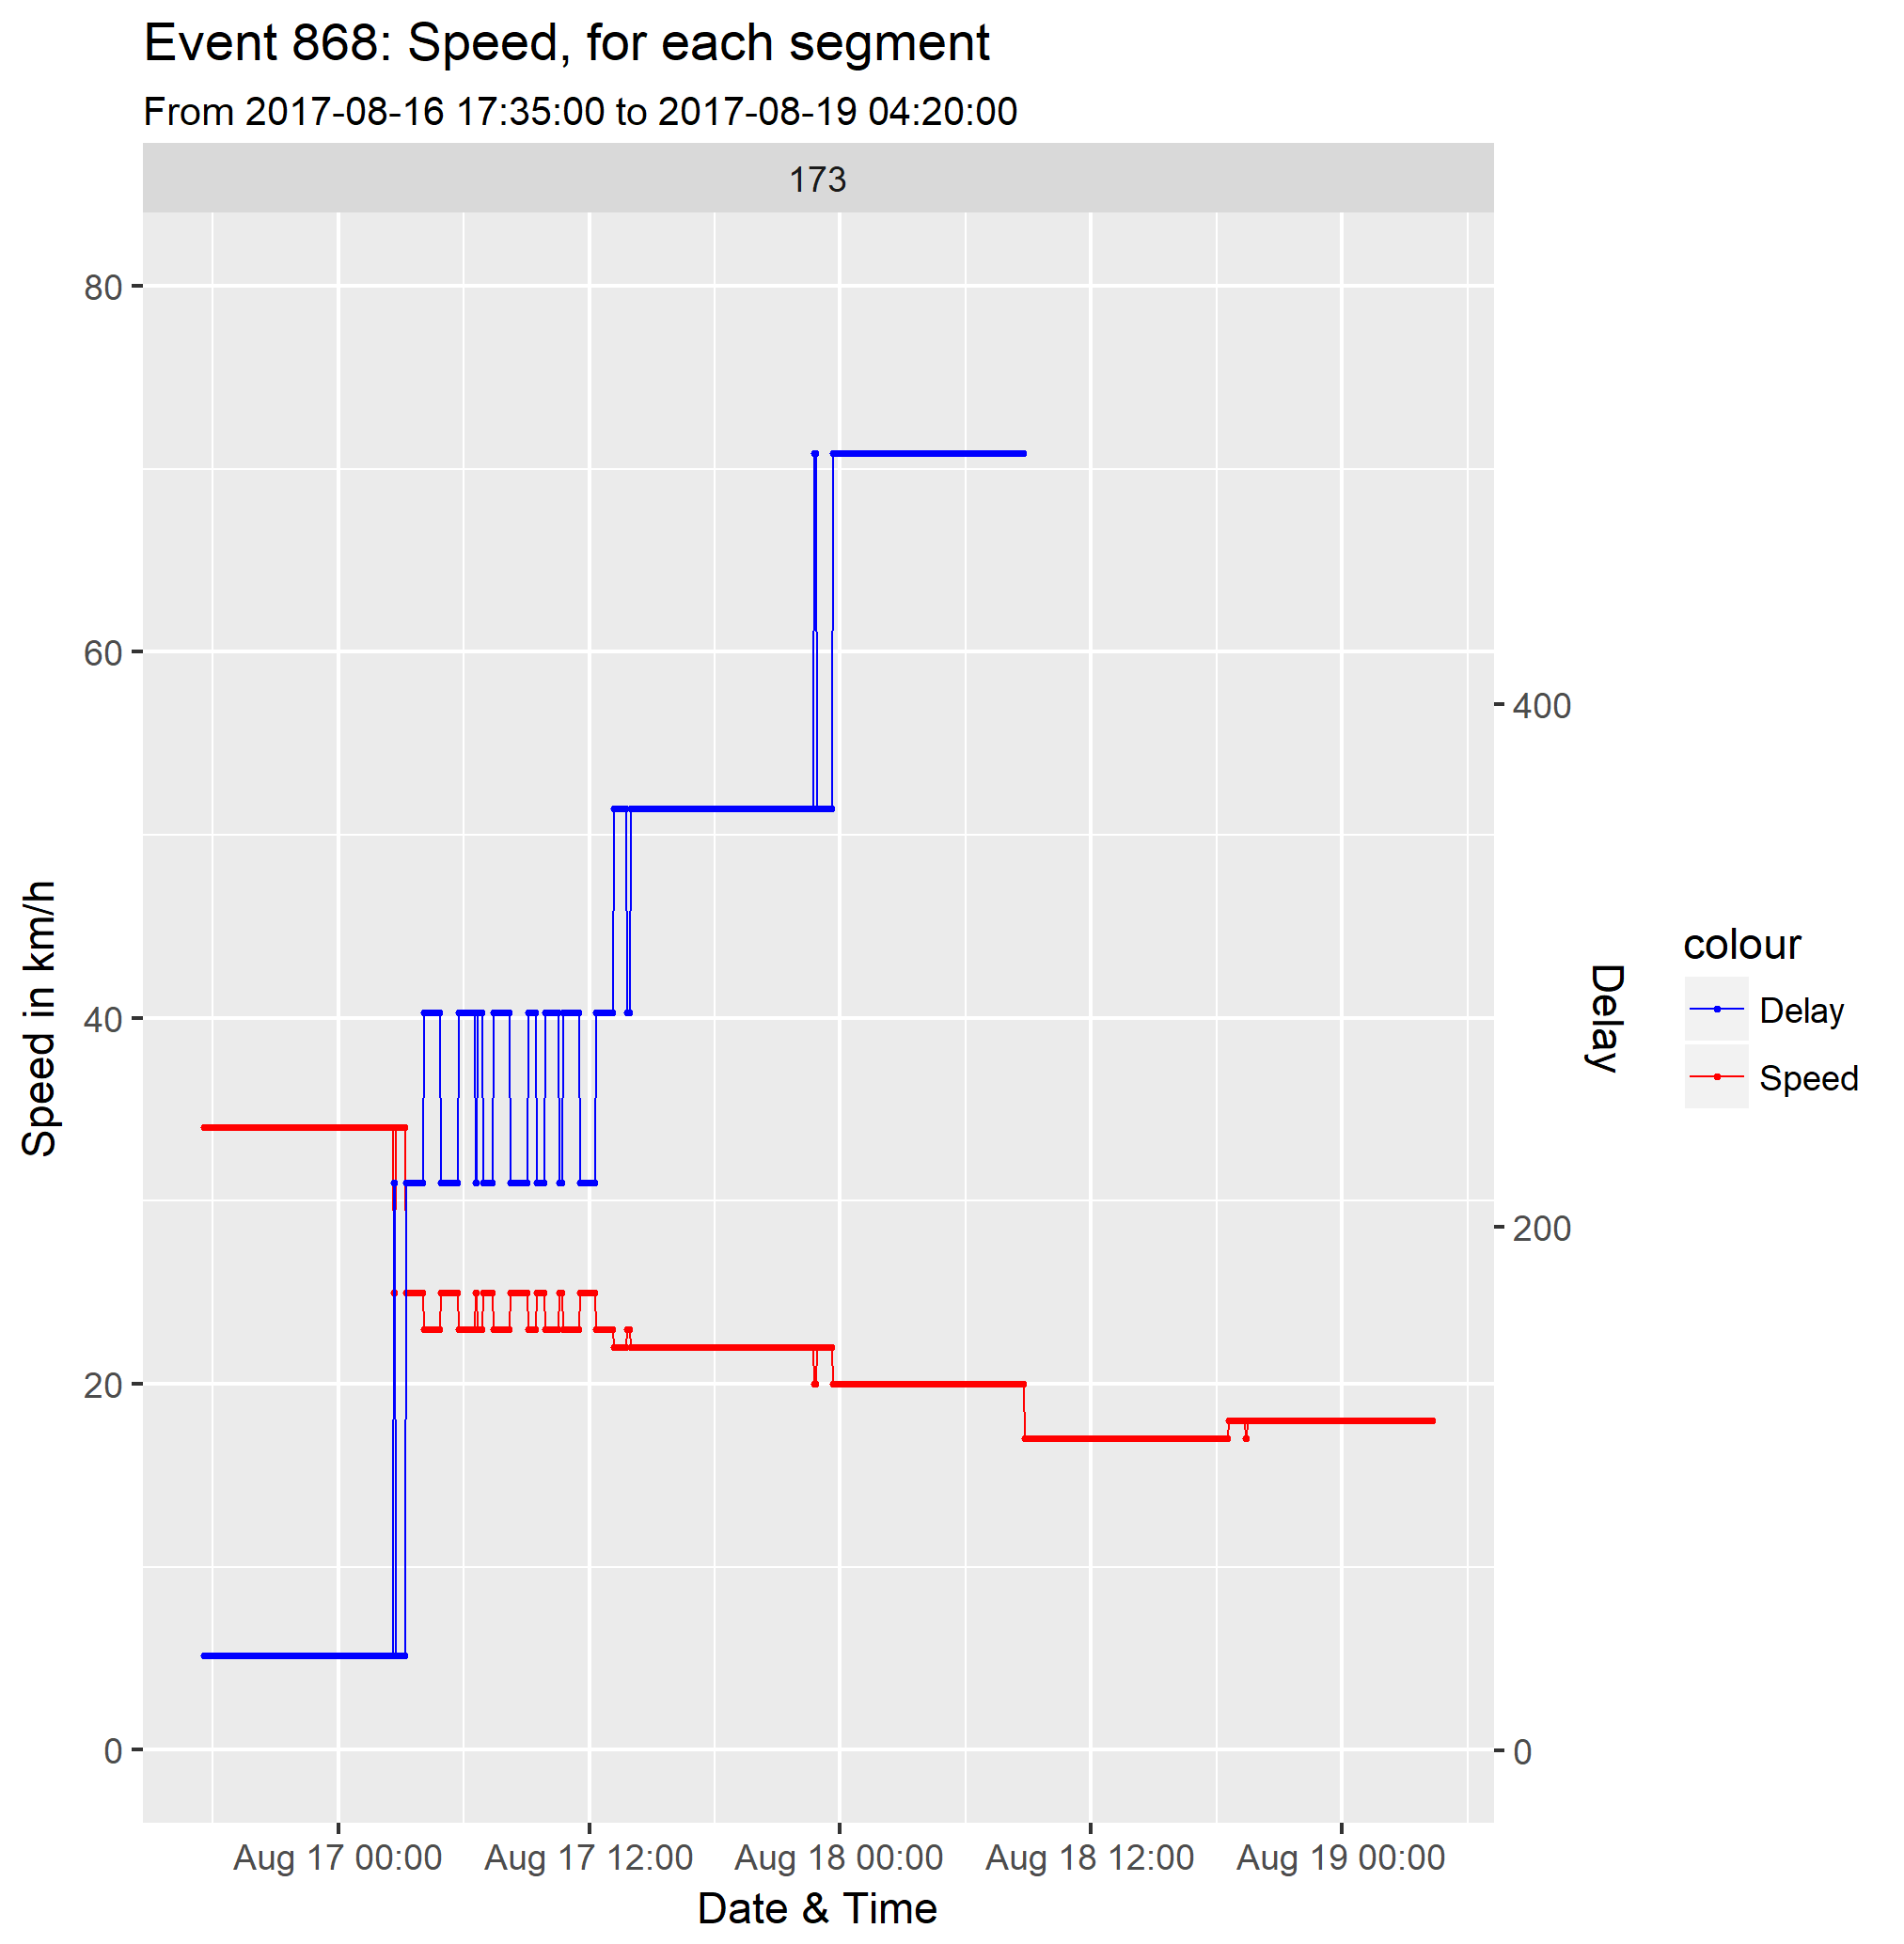 Event 868: Speed, for each segment
From 2017-08-16 17:35:00 to 2017-08-19 04:20:00
173
80
60
40
20
0
Speed in km/h
400
200
0
Delay
colour
Delay
Speed
Aug 17 00:00
Aug 17 12:00
Aug 18 00:00
Aug 18 12:00
Aug 19 00:00
Date & Time